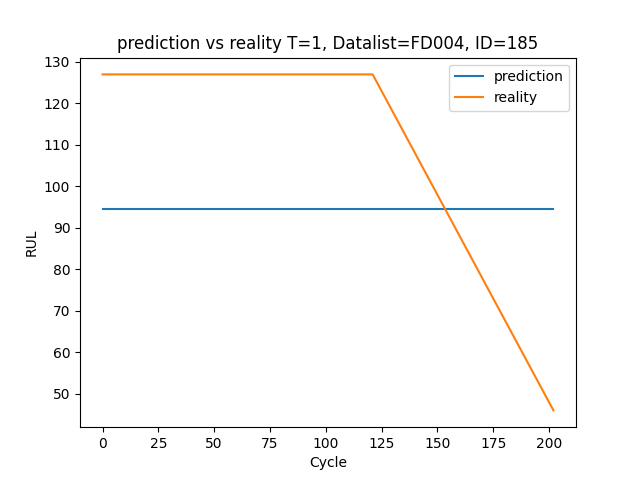 prediction vs reality T=1, Datalist=FD004, ID=185
130
120
110
100
90
80
70
60
50
RUL
prediction
reality
0 25 50 75 100 125 150 175 200
Cycle